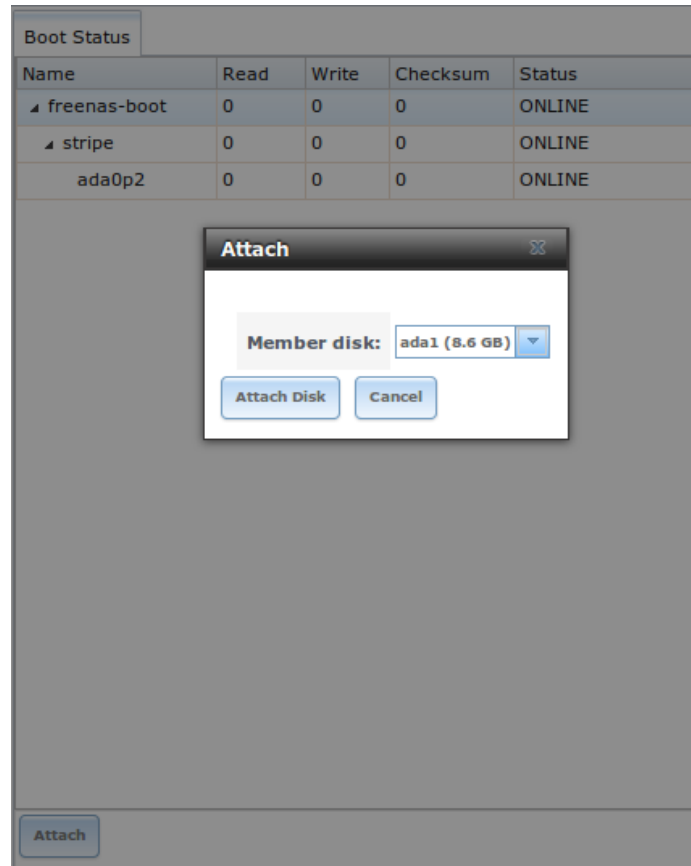 Boot Status
Name Read Write Checksum Status
freenas-boot 0 0 0 ONLINE
stripe 0 0 0 ONLINE
ada0p2 0 0 0 ONLINE
Attach
Member disk: ada1 (8.6 GB)
Attach Disk Cancel
Attach